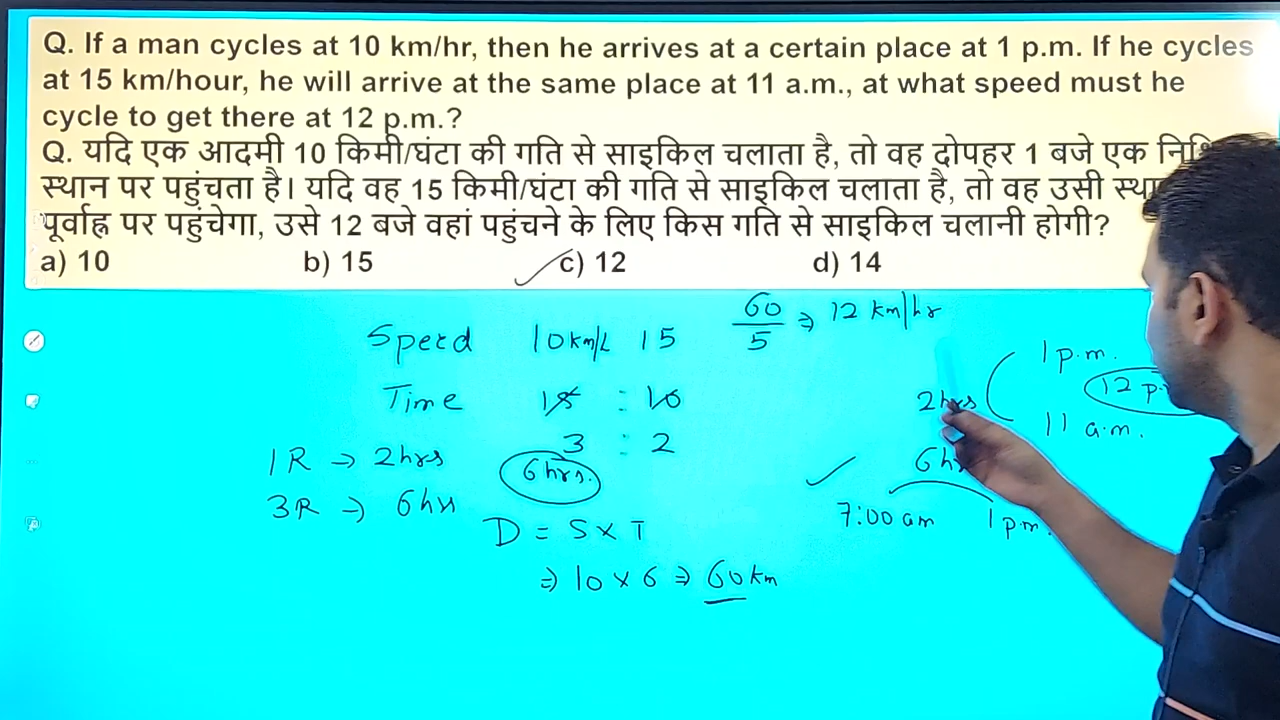 Q. If a man cycles at 10 km/hr, then he arrives at a certain place at 1 p.m. If he cycles
at 15 km/hour, he will arrive at the same place at 11 a.m., at what speed must he
cycle to get there at 12 p.m.?
Q. यदि एक आदमी 10 किमी/घंटा की गति से साइकिल चलाता है, तो वह दोपहर 1 बजे एक
स्थान पर पहुंचता है। यदि वह 15 किमी/घंटा की गति से साइकिल चलाता है, तो वह उसी
पूर्वाह्न पर पहुंचेगा, उसे 12 बजे वहां पहुंचने के लिए किस गति से साइकिल चलानी होगी?
a) 10 b) 15 c) 12 d) 14
60/5 ⇒ 12 km/hr
Speed 10km/h 15
1 p.m.
12
Time 15 : 10
2hrs
11 a.m.
3 : 2
1R → 2hrs
6hrs.
6hr
3R → 6hrs
7:00 am 1 p.m.
D = S × T
⇒ 10 × 6 ⇒ 60 km